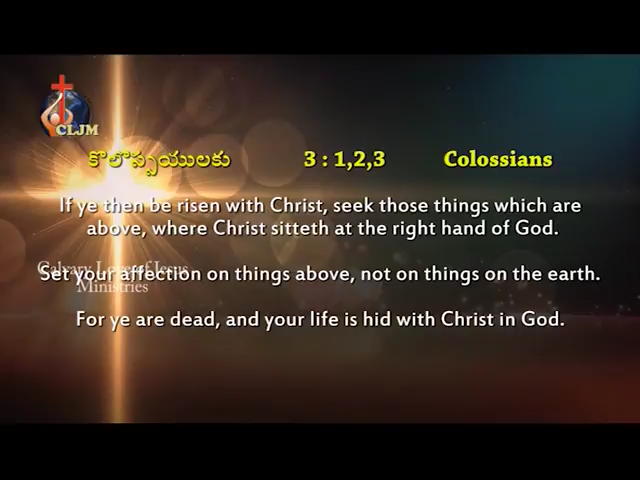 CLJM
కొలొస్సయులకు 3 : 1,2,3 Colossians
If ye then be risen with Christ, seek those things which are
above, where Christ sitteth at the right hand of God.
Calvary Love of Jesus
Set your affection on things above, not on things on the earth.
Ministries
For ye are dead, and your life is hid with Christ in God.